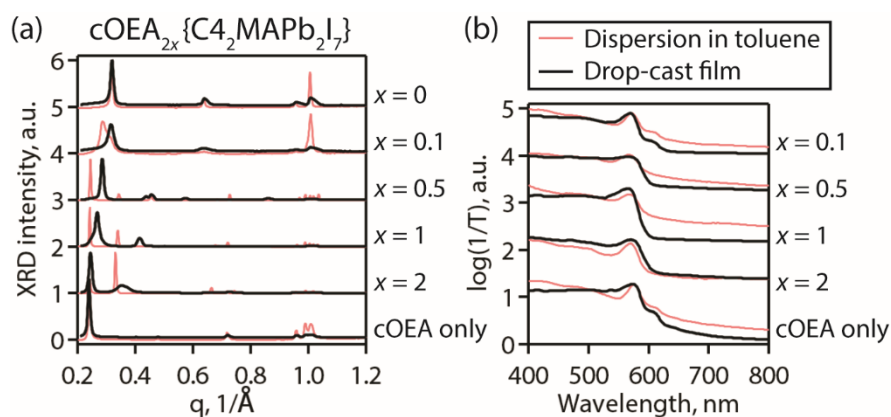 (a) cOEA₂ₓ{C4₂MAPb₂I₇}
XRD intensity, a.u.
6
5
4
3
2
1
0
x = 0
x = 0.1
x = 0.5
x = 1
x = 2
cOEA only
0.2 0.4 0.6 0.8 1.0 1.2
q, 1/Å
(b)
Dispersion in toluene
Drop-cast film
log(1/T), a.u.
5
4
3
2
1
0
x = 0.1
x = 0.5
x = 1
x = 2
cOEA only
400 500 600 700 800
Wavelength, nm